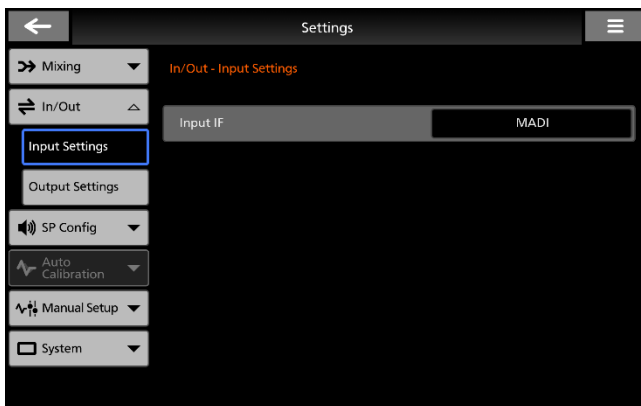 Settings
Mixing
In/Out - Input Settings
In/Out
Input IF
MADI
Input Settings
Output Settings
SP Config
Auto
Calibration
Manual Setup
System